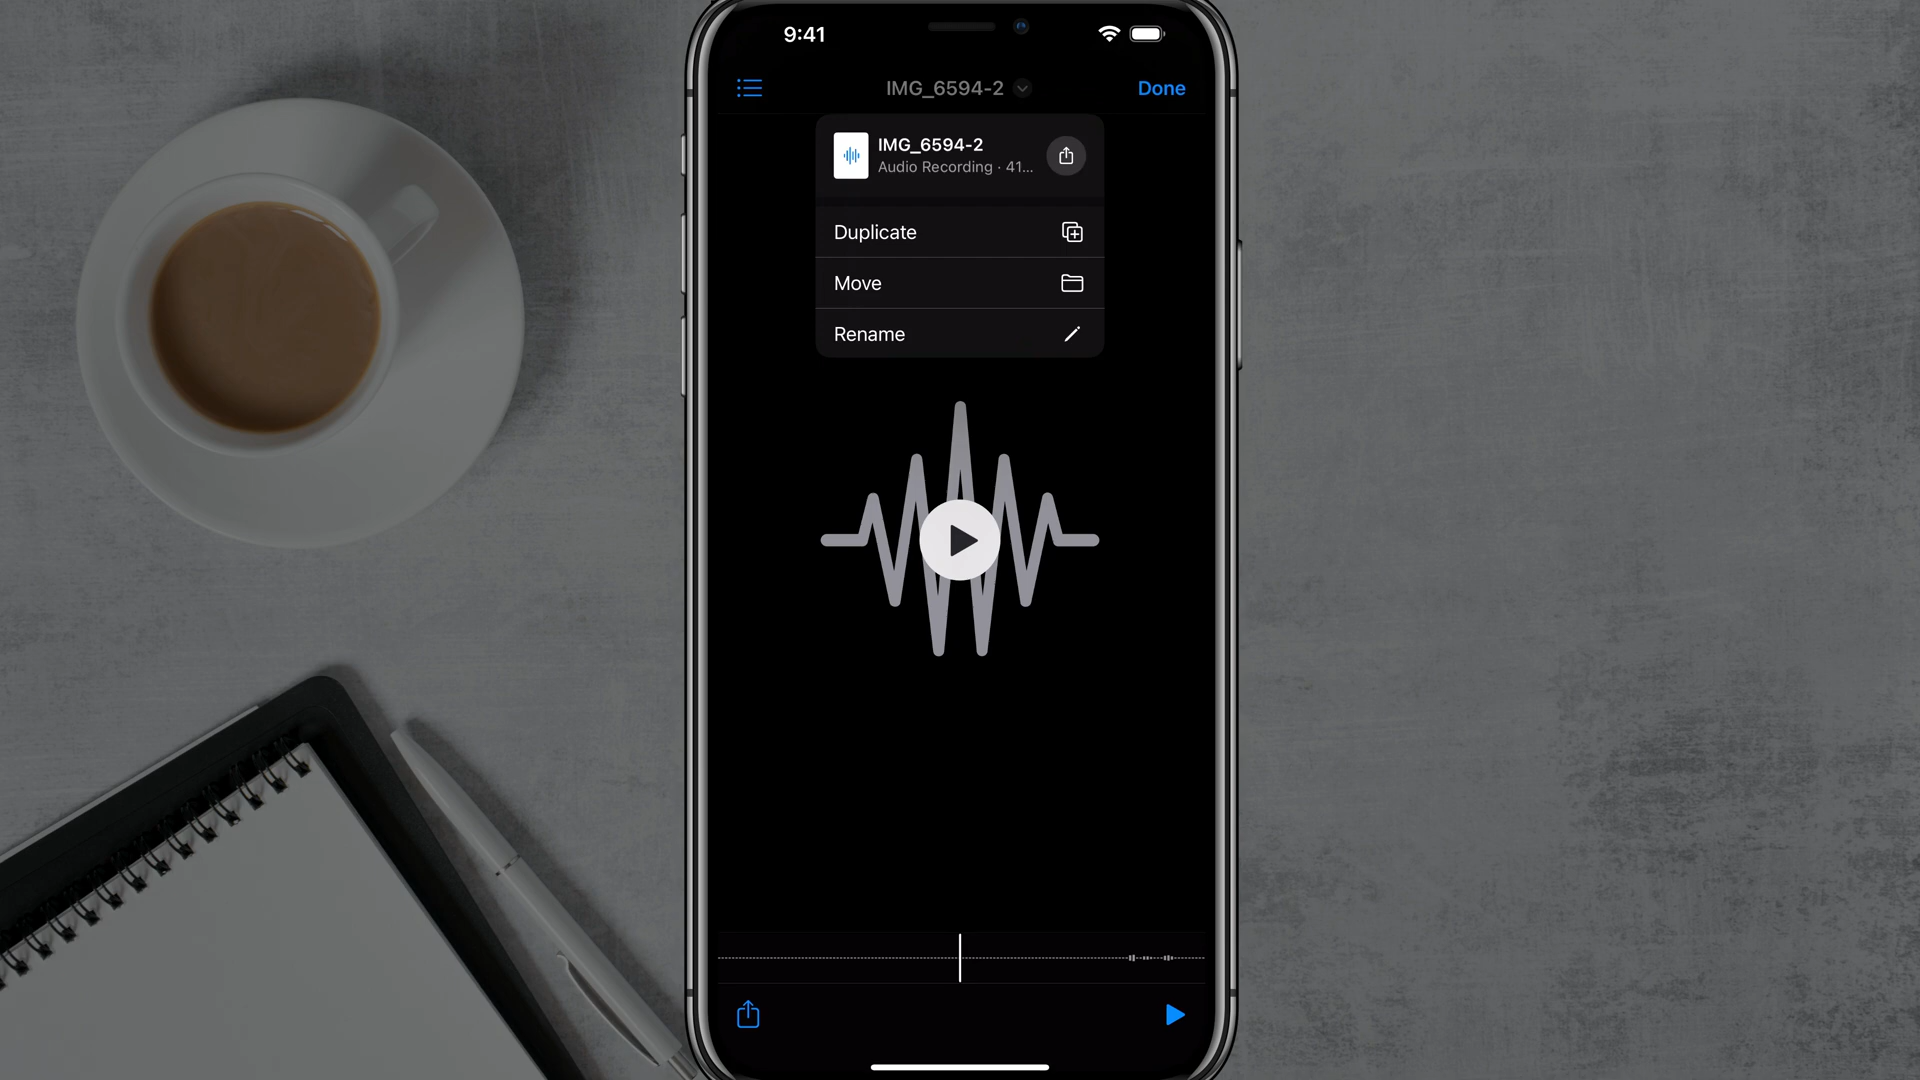 9:41
IMG_6594-2
Done
IMG_6594-2
Audio Recording · 41...
Duplicate
Move
Rename